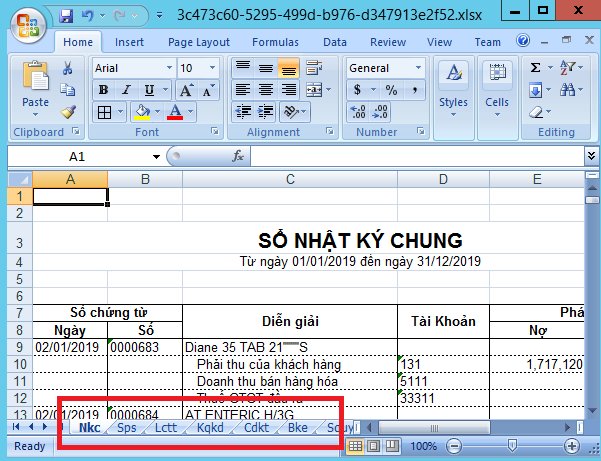 3c473c60-5295-499d-b976-d347913e2f52.xlsx
Home Insert Page Layout Formulas Data Review View Team
Arial 10 General
Paste B I U $ % , Styles Cells Σ
A
Clipboard Font Alignment Number Editing
A1 fx
A B C D E
1
2
3 SỔ NHẬT KÝ CHUNG
4 Từ ngày 01/01/2019 đến ngày 31/12/2019
5
6
7 Số chứng từ Diễn giải Tài Khoản
8 Ngày Số Nợ
9 02/01/2019 0000683 Diane 35 TAB 21 S
10 Phải thu của khách hàng 131 1,717,120
11 Doanh thu bán hàng hóa 5111
12 Thuế GTGT đầu ra 33311
13 02/01/2019 0000684 AT ENTERIC H/3G
Nkc Sps Lctt Kqkd Cdkt Bke
Ready 100%